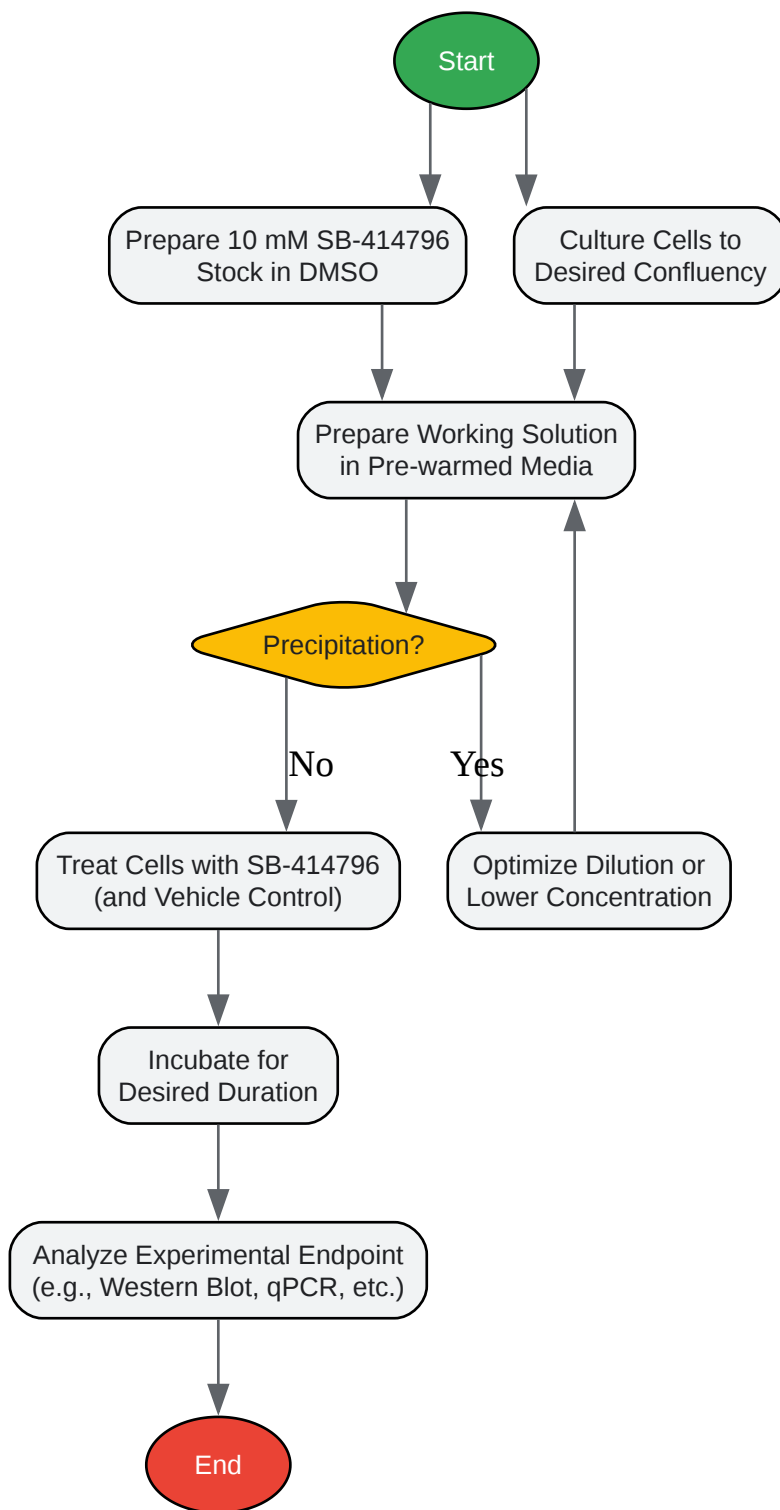 Start
Prepare 10 mM SB-414796
Stock in DMSO
Culture Cells to
Desired Confluency
Prepare Working Solution
in Pre-warmed Media
Precipitation?
No
Yes
Treat Cells with SB-414796
(and Vehicle Control)
Optimize Dilution or
Lower Concentration
Incubate for
Desired Duration
Analyze Experimental Endpoint
(e.g., Western Blot, qPCR, etc.)
End